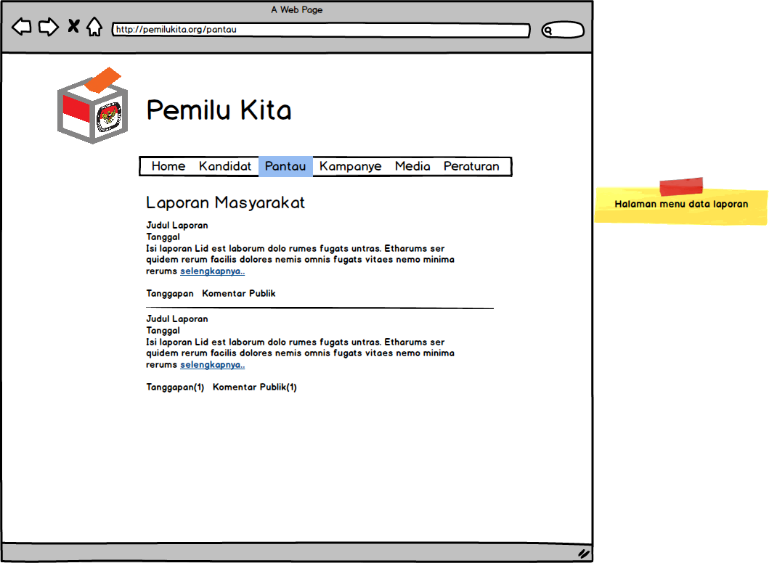 A Web Page
http://pemilukita.org/pantau
Pemilu Kita
Home Kandidat Pantau Kampanye Media Peraturan
Halaman menu data laporan
Laporan Masyarakat
Judul Laporan
Tanggal
Isi laporan Lid est laborum dolo rumes fugats untras. Etharums ser
quidem rerum facilis dolores nemis omnis fugats vitaes nemo minima
rerums selengkapnya..
Tanggapan Komentar Publik
Judul Laporan
Tanggal
Isi laporan Lid est laborum dolo rumes fugats untras. Etharums ser
quidem rerum facilis dolores nemis omnis fugats vitaes nemo minima
rerums selengkapnya..
Tanggapan(1) Komentar Publik(1)